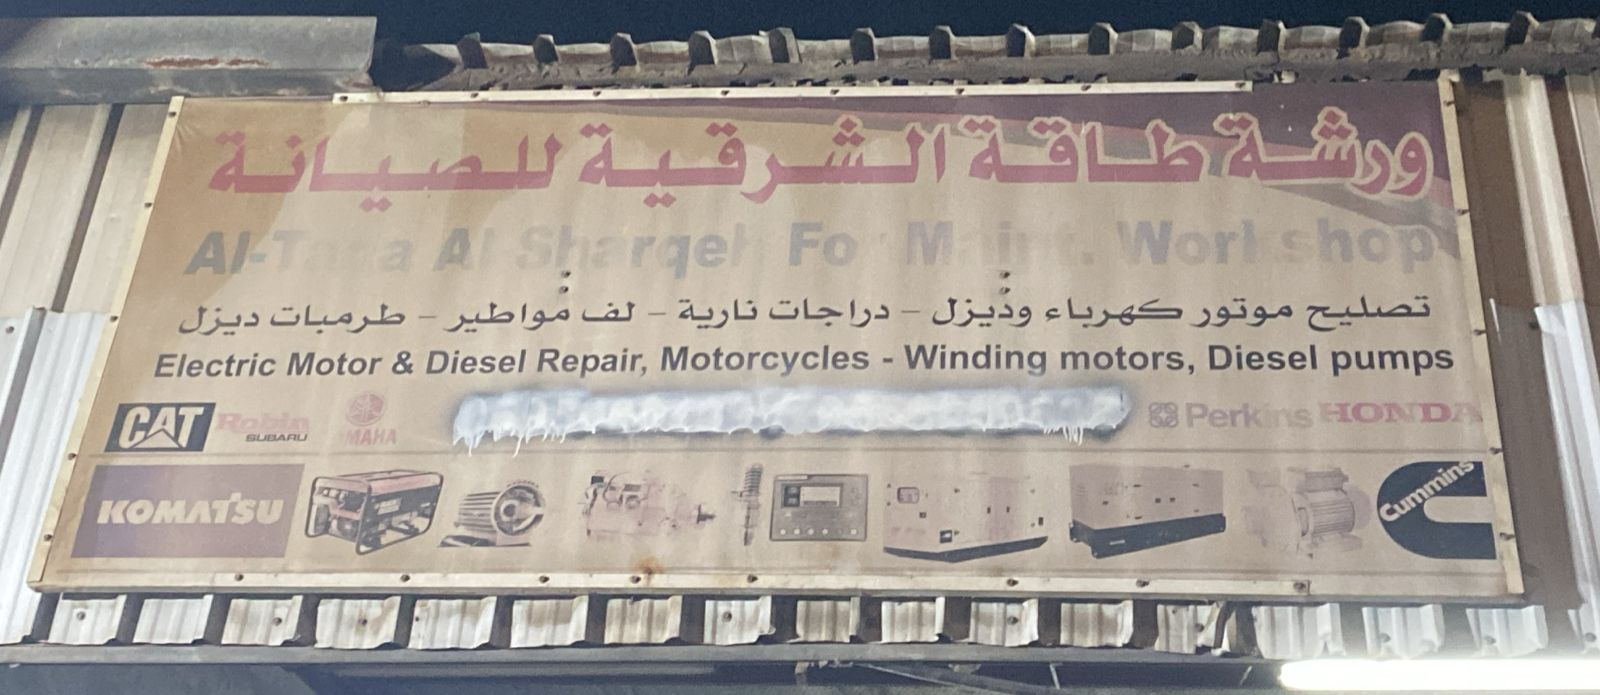 ورشة طاقة الشرقية للصيانة
Al-Taqa Al Sharqeh For Maint. Workshop
تصليح موتور كهرباء وديزل - دراجات نارية - لف مواطير - طرمبات ديزل
Electric Motor & Diesel Repair, Motorcycles - Winding motors, Diesel pumps
CAT Robin SUBARU YAMAHA Perkins HONDA
KOMATSU Cummins